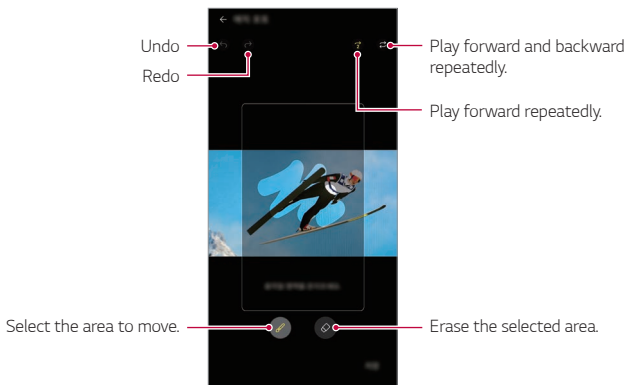 Undo
Redo
Play forward and backward
repeatedly.
Play forward repeatedly.
Select the area to move.
Erase the selected area.